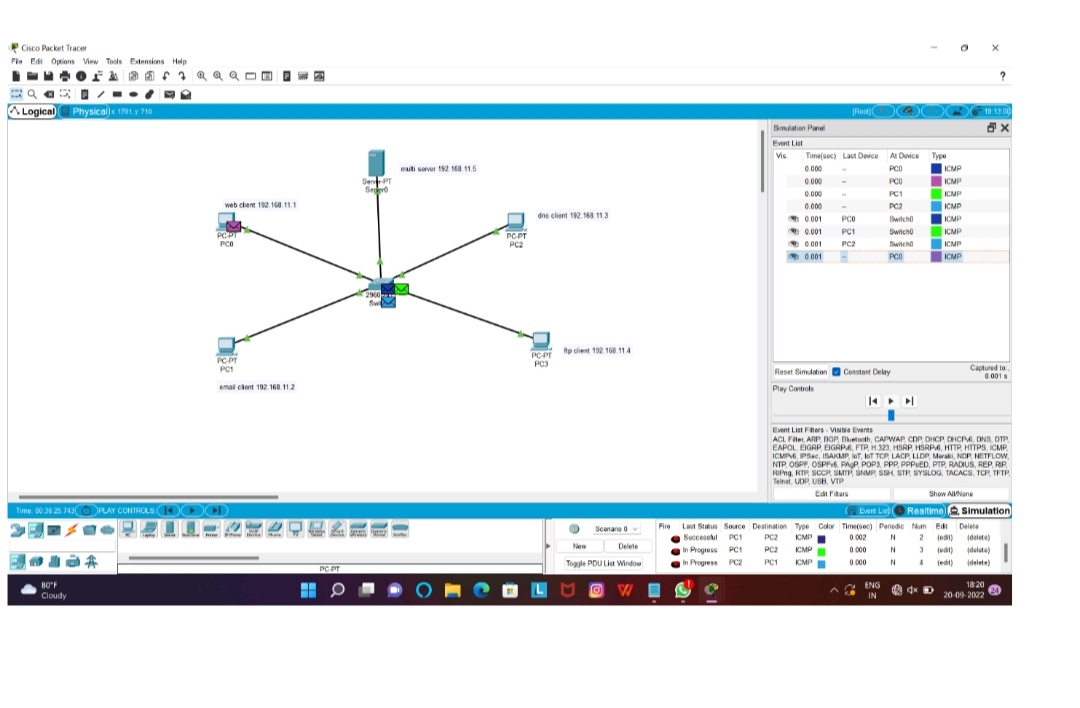 Cisco Packet Tracer
File Edit Options View Tools Extensions Help
?
Logical Physical x: 1791 y: 710
[Root] 19:13:00
Simulation Panel
Event List
Vis. Time(sec) Last Device At Device Type
0.000 -- PC0 ICMP
0.000 -- PC0 ICMP
0.000 -- PC1 ICMP
0.000 -- PC2 ICMP
0.001 PC0 Switch0 ICMP
0.001 PC1 Switch0 ICMP
0.001 PC2 Switch0 ICMP
0.001 -- PC0 ICMP
multi server 192.168.11.5
Server-PT
Server0
web client 192.168.11.1
PC-PT
PC0
dns client 192.168.11.3
PC-PT
PC2
2960
Sw
PC-PT
PC1
email client 192.168.11.2
PC-PT
PC3
ftp client 192.168.11.4
Reset Simulation Constant Delay
Captured to:
0.001 s
Play Controls
Event List Filters - Visible Events
ACL Filter, ARP, BGP, Bluetooth, CAPWAP, CDP, DHCP, DHCPv6, DNS, DTP,
EAPOL, EIGRP, EIGRPv6, FTP, H.323, HSRP, HSRPv6, HTTP, HTTPS, ICMP,
ICMPv6, IPSec, ISAKMP, IoT, IoT TCP, LACP, LLDP, Meraki, NDP, NETFLOW,
NTP, OSPF, OSPFv6, PAgP, POP3, PPP, PPPoED, PTP, RADIUS, REP, RIP,
RIPng, RTP, SCCP, SMTP, SNMP, SSH, STP, SYSLOG, TACACS, TCP, TFTP,
Telnet, UDP, USB, VTP
Edit Filters Show All/None
Time: 00:36:25.743 PLAY CONTROLS:
Event List Realtime Simulation
Scenario 0
New Delete
Toggle PDU List Window
Fire Last Status Source Destination Type Color Time(sec) Periodic Num Edit Delete
Successful PC1 PC2 ICMP 0.002 N 2 (edit) (delete)
In Progress PC1 PC2 ICMP 0.000 N 3 (edit) (delete)
In Progress PC2 PC1 ICMP 0.000 N 4 (edit) (delete)
PC-PT
80°F
Cloudy
ENG
IN
18:20
20-09-2022